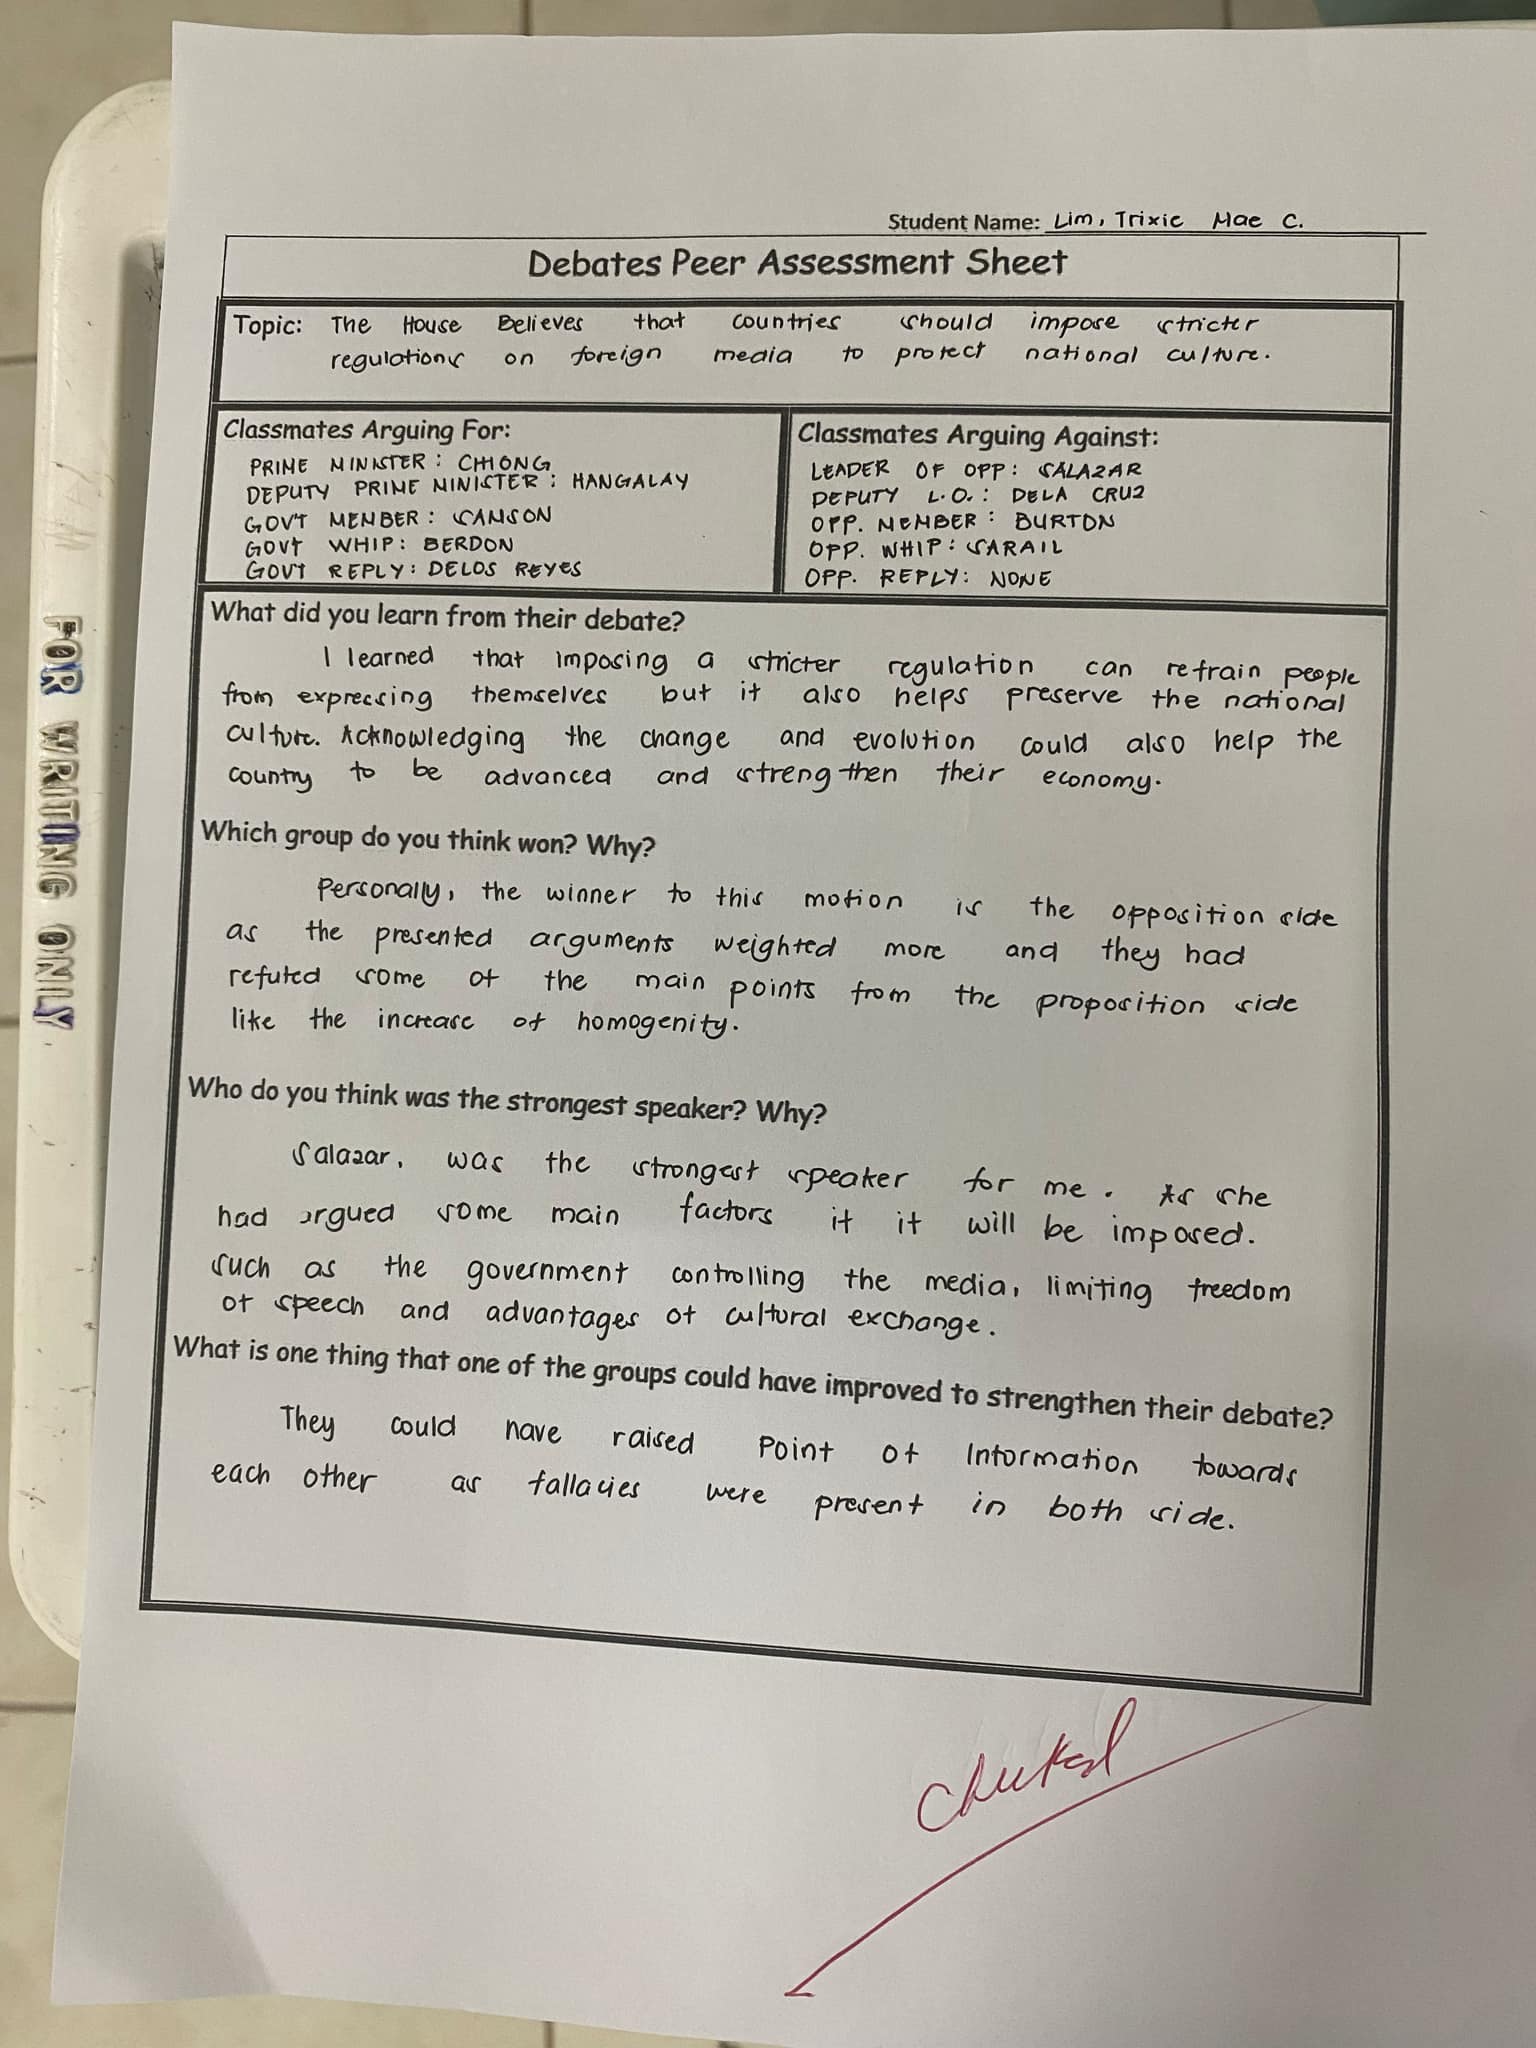 Student Name: Lim, Trixie Mae C.
Debates Peer Assessment Sheet
Topic: The House Believes that countries should impose stricter
regulations on foreign media to protect national culture.
Classmates Arguing For:
PRIME MINISTER: CHIONG
DEPUTY PRIME MINISTER: MANGALAY
GOV'T MEMBER: SAMSON
GOVT WHIP: BERDON
GOVT REPLY: DELOS REYES
Classmates Arguing Against:
LEADER OF OPP: SALAZAR
DEPUTY L.O.: DELA CRUZ
OPP. MEMBER: BURTON
OPP. WHIP: SARAIL
OPP. REPLY: NONE
What did you learn from their debate?
I learned that imposing a stricter regulation can refrain people
from expressing themselves but it also helps preserve the national
culture. Acknowledging the change and evolution could also help the
country to be advanced and strengthen their economy.
Which group do you think won? Why?
Personally, the winner to this motion is the opposition side
as the presented arguments weighted more and they had
refuted some of the main points from the proposition side
like the increase of homogenity.
Who do you think was the strongest speaker? Why?
Salazar, was the strongest speaker for me. As she
had argued some main factors if it will be imposed.
such as the government controlling the media, limiting freedom
of speech and advantages of cultural exchange.
What is one thing that one of the groups could have improved to strengthen their debate?
They could have raised Point of Information towards
each other as fallacies were present in both side.
checked
FOR WRITING ONLY